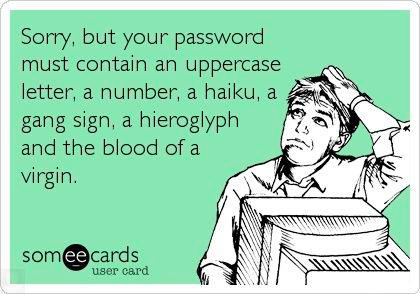 Sorry, but your password
must contain an uppercase
letter, a number, a haiku, a
gang sign, a hieroglyph
and the blood of a
virgin.
someecards
user card